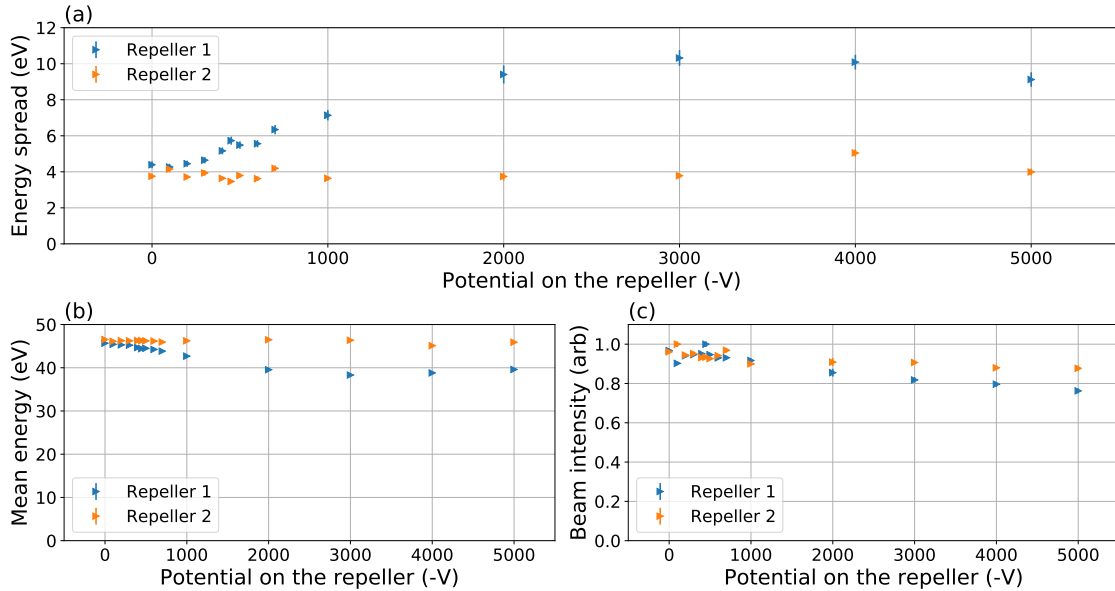 (a)
Energy spread (eV)
12
10
8
6
4
2
0
Repeller 1
Repeller 2
0 1000 2000 3000 4000 5000
Potential on the repeller (-V)
(b)
Mean energy (eV)
50
40
30
20
10
0
Repeller 1
Repeller 2
0 1000 2000 3000 4000 5000
Potential on the repeller (-V)
(c)
Beam intensity (arb)
1.0
0.8
0.6
0.4
0.2
0.0
Repeller 1
Repeller 2
0 1000 2000 3000 4000 5000
Potential on the repeller (-V)